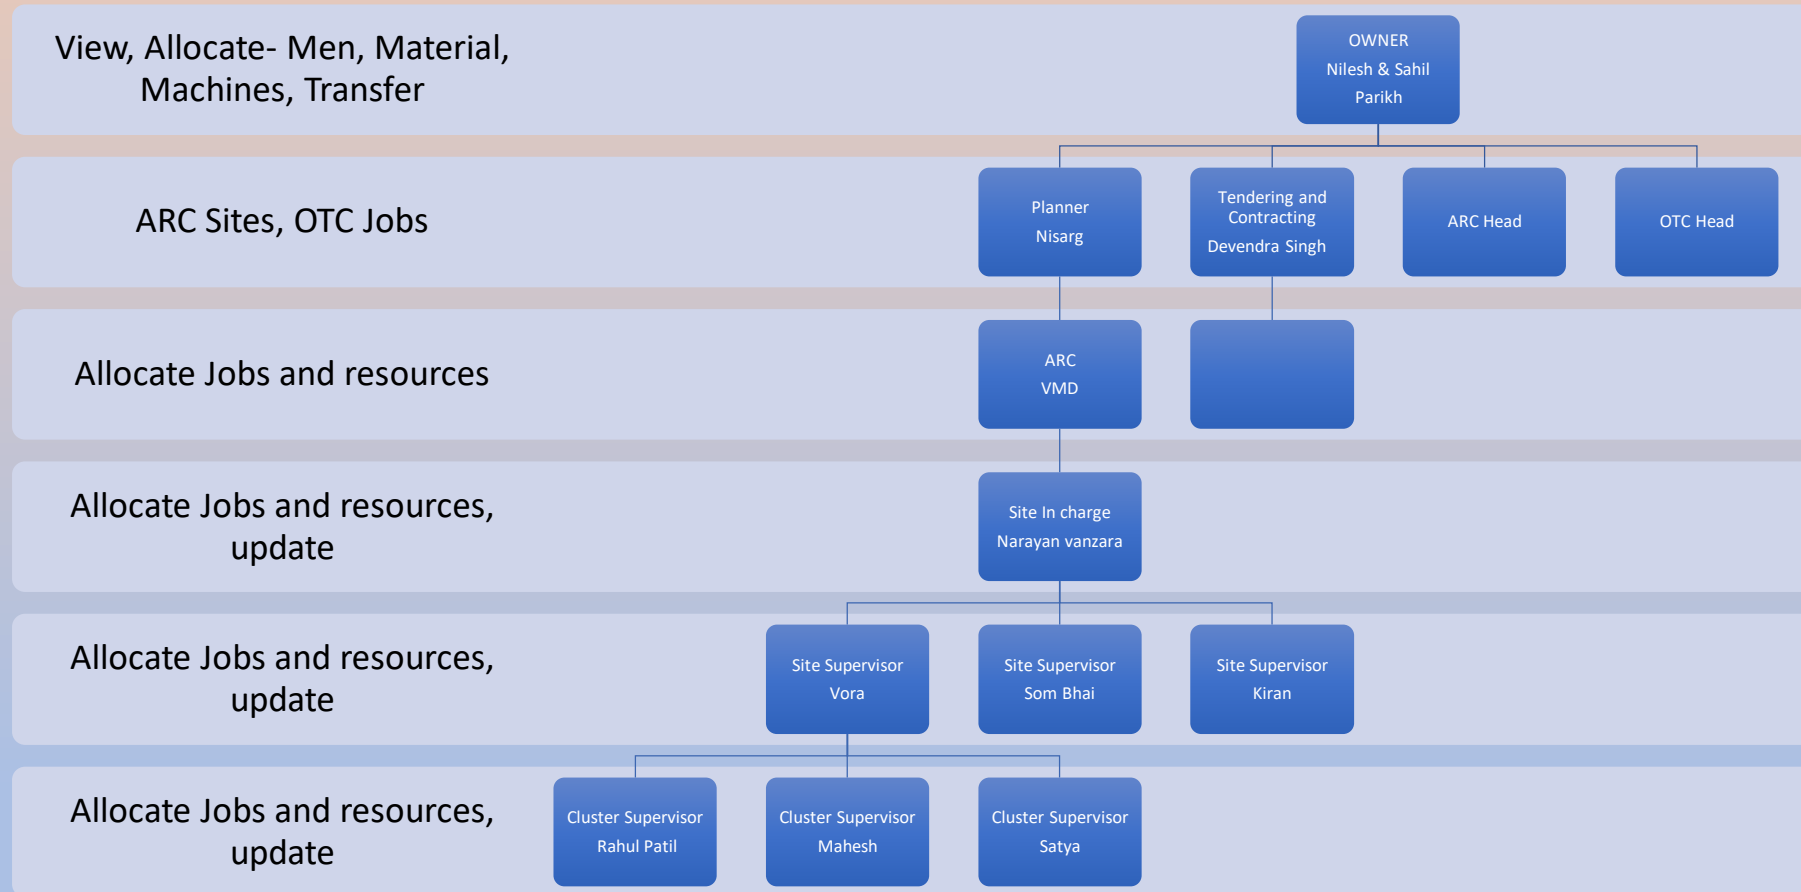 View, Allocate- Men, Material,
Machines, Transfer
OWNER
Nilesh & Sahil
Parikh
ARC Sites, OTC Jobs
Planner
Nisarg
Tendering and
Contracting
Devendra Singh
ARC Head
OTC Head
Allocate Jobs and resources
ARC
VMD
Allocate Jobs and resources,
update
Site In charge
Narayan vanzara
Allocate Jobs and resources,
update
Site Supervisor
Vora
Site Supervisor
Som Bhai
Site Supervisor
Kiran
Allocate Jobs and resources,
update
Cluster Supervisor
Rahul Patil
Cluster Supervisor
Mahesh
Cluster Supervisor
Satya